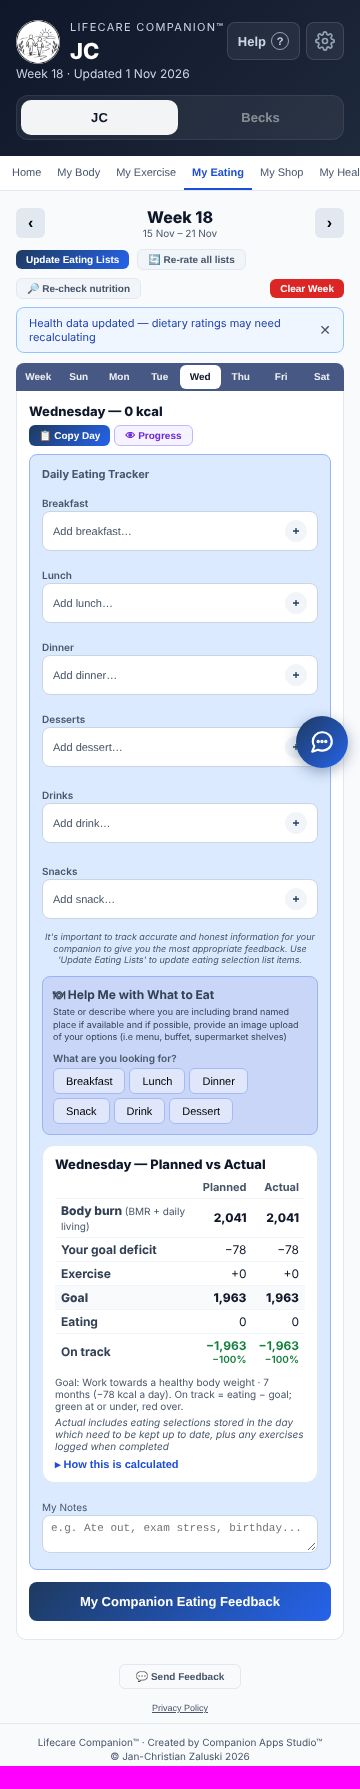 LIFECARE COMPANION™
JC
Week 18 · Updated 1 Nov 2026
Help ?
JC Becks
Home My Body My Exercise My Eating My Shop My Heal
‹ Week 18 ›
15 Nov – 21 Nov
Update Eating Lists 🔄 Re-rate all lists
🔎 Re-check nutrition Clear Week
Health data updated — dietary ratings may need
recalculating ✕
Week Sun Mon Tue Wed Thu Fri Sat
Wednesday — 0 kcal
📋 Copy Day 👁 Progress
Daily Eating Tracker
Breakfast
Add breakfast… +
Lunch
Add lunch… +
Dinner
Add dinner… +
Desserts
Add dessert…
Drinks
Add drink… +
Snacks
Add snack… +
It's important to track accurate and honest information for your
companion to give you the most appropriate feedback. Use
'Update Eating Lists' to update eating selection list items.
🍽 Help Me with What to Eat
State or describe where you are including brand named
place if available and if possible, provide an image upload
of your options (i.e menu, buffet, supermarket shelves)
What are you looking for?
Breakfast Lunch Dinner
Snack Drink Dessert
Wednesday — Planned vs Actual
Planned Actual
Body burn (BMR + daily
living) 2,041 2,041
Your goal deficit −78 −78
Exercise +0 +0
Goal 1,963 1,963
Eating 0 0
On track −1,963 −1,963
−100% −100%
Goal: Work towards a healthy body weight · 7
months (−78 kcal a day). On track = eating − goal;
green at or under, red over.
Actual includes eating selections stored in the day
which need to be kept up to date, plus any exercises
logged when completed
▸ How this is calculated
My Notes
e.g. Ate out, exam stress, birthday...
My Companion Eating Feedback
💬 Send Feedback
Privacy Policy
Lifecare Companion™ · Created by Companion Apps Studio™
© Jan-Christian Zaluski 2026